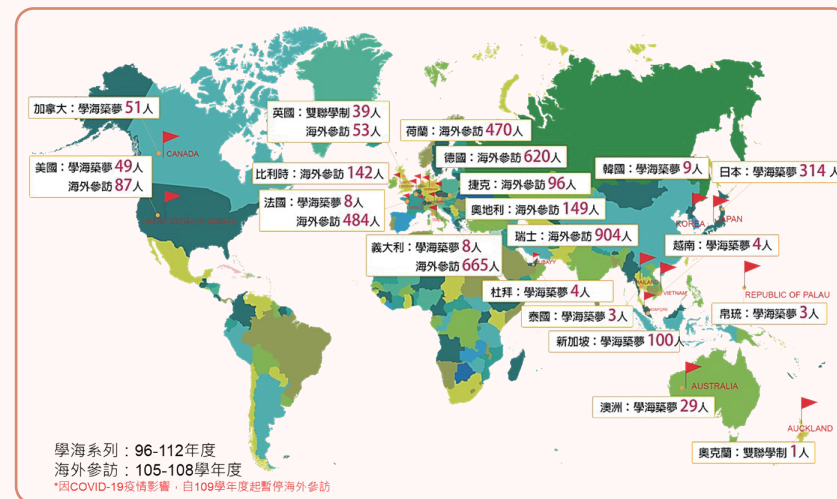 加拿大：學海築夢51人
美國：學海築夢49人
海外參訪87人
英國：雙聯學制39人
海外參訪53人
比利時：海外參訪142人
法國：學海築夢8人
海外參訪484人
義大利：學海築夢8人
海外參訪665人
荷蘭：海外參訪470人
德國：海外參訪620人
捷克：海外參訪96人
奧地利：海外參訪149人
瑞士：海外參訪904人
韓國：學海築夢9人
日本：學海築夢314人
越南：學海築夢4人
杜拜：學海築夢4人
泰國：學海築夢3人
新加坡：學海築夢100人
帛琉：學海築夢3人
澳洲：學海築夢29人
奧克蘭：雙聯學制1人
CANADA
UNITED STATES OF AMERICA
KOREA
JAPAN
THAILAND
VIETNAM
SINGAPORE
REPUBLIC OF PALAU
AUSTRALIA
AUCKLAND
學海系列：96-112年度
海外參訪：105-108學年度
*因COVID-19疫情影響，自109學年度起暫停海外參訪